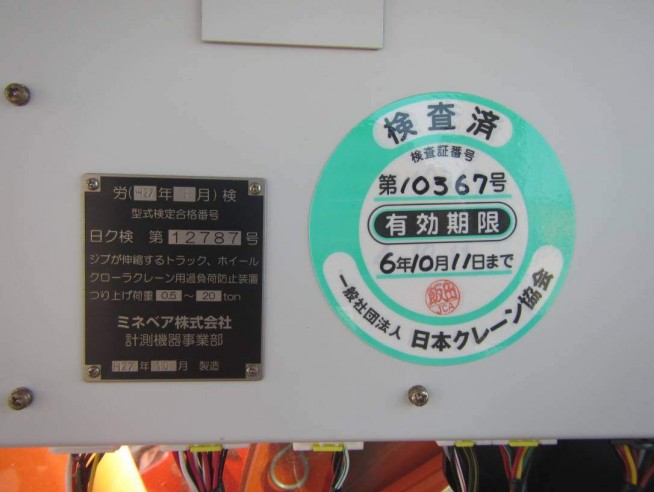 労(H27年 月)検
型式検定合格番号
日ク検 第12787号
ジブが伸縮するトラック、ホイール
クローラクレーン用過負荷防止装置
つり上げ荷重 0.5 ～ 20 ton
ミネベア株式会社
計測機器事業部
H27年10月 製造
検査済
検査証番号
第10367号
有効期限
6年10月11日まで
飯田
JCA
一般社団法人 日本クレーン協会